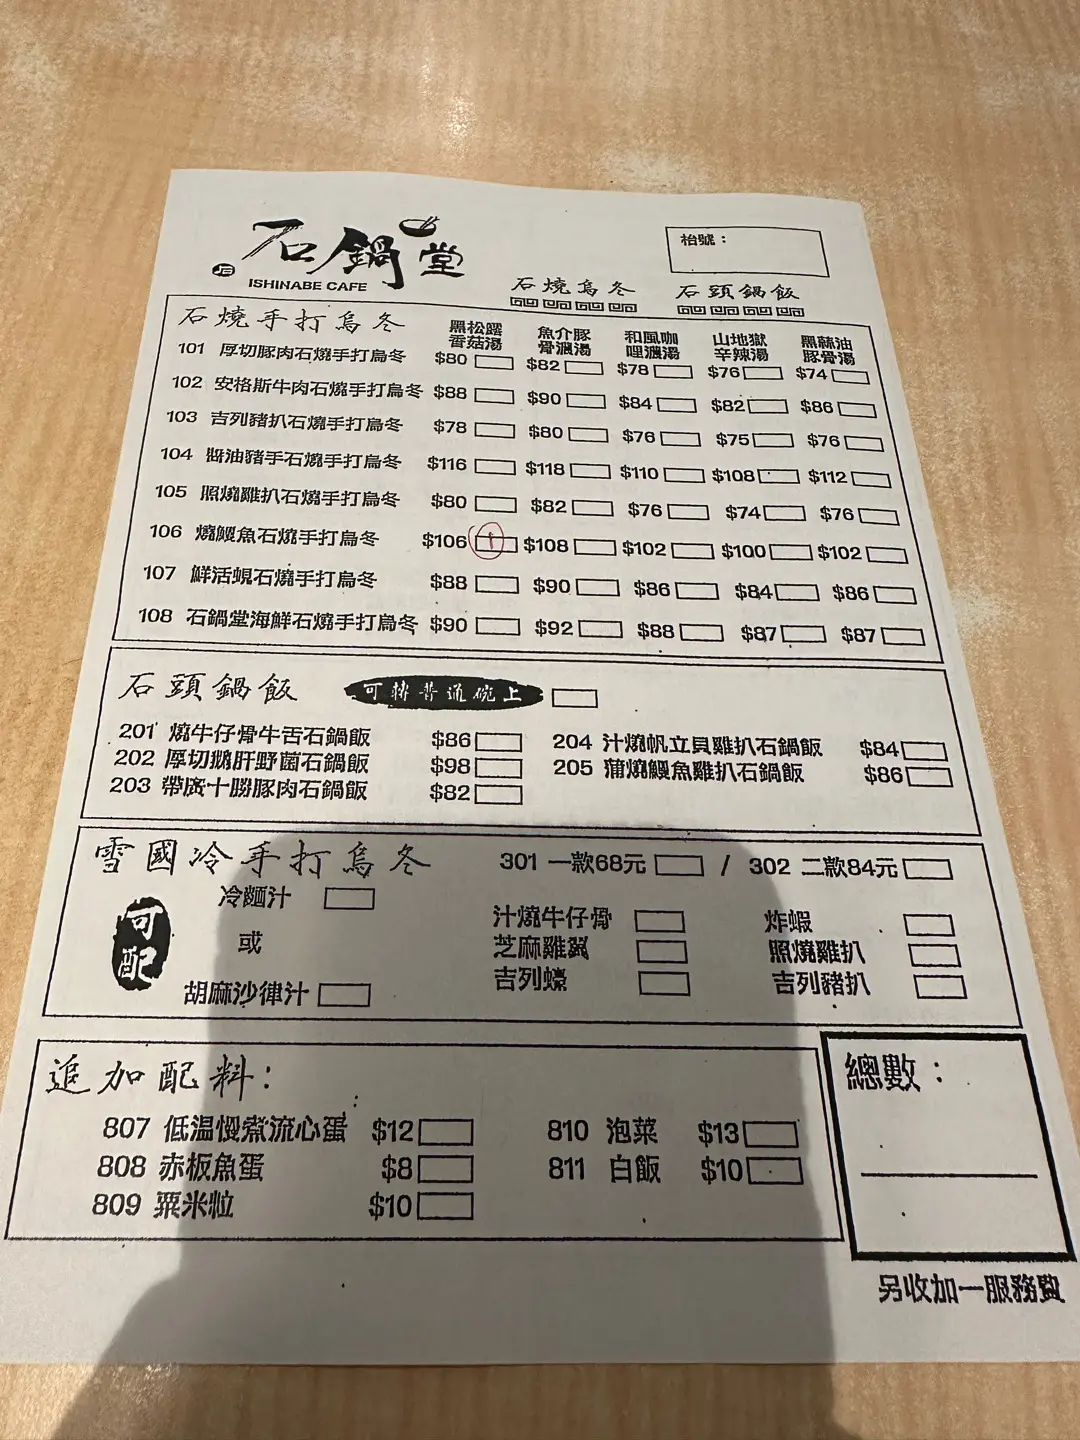 石鍋堂
ISHINABE CAFE
枱號：
石燒烏冬 石頭鍋飯
石燒手打烏冬 黑松露香菇湯 魚介豚骨濃湯 和風咖喱濃湯 山地獄辛辣湯 黑蒜油豚骨湯
101 厚切豚肉石燒手打烏冬 $80 $82 $78 $76 $74
102 安格斯牛肉石燒手打烏冬 $88 $90 $84 $82 $86
103 吉列豬扒石燒手打烏冬 $78 $80 $76 $75 $76
104 醬油豬手石燒手打烏冬 $116 $118 $110 $108 $112
105 照燒雞扒石燒手打烏冬 $80 $82 $76 $74 $76
106 燒鰻魚石燒手打烏冬 $106 1 $108 $102 $100 $102
107 鮮活蜆石燒手打烏冬 $88 $90 $86 $84 $86
108 石鍋堂海鮮石燒手打烏冬 $90 $92 $88 $87 $87
石頭鍋飯 可轉普通碗上
201 燒牛仔骨牛舌石鍋飯 $86 204 汁燒帆立貝雞扒石鍋飯 $84
202 厚切鵝肝野菌石鍋飯 $98 205 蒲燒鰻魚雞扒石鍋飯 $86
203 帶廣十勝豚肉石鍋飯 $82
雪國冷手打烏冬 301 一款68元 / 302 二款84元
可配
冷麵汁
或
胡麻沙律汁
汁燒牛仔骨 炸蝦
芝麻雞翼 照燒雞扒
吉列蠔 吉列豬扒
追加配料：
807 低温慢煮流心蛋 $12 810 泡菜 $13
808 赤板魚蛋 $8 811 白飯 $10
809 粟米粒 $10
總數：
另收加一服務費